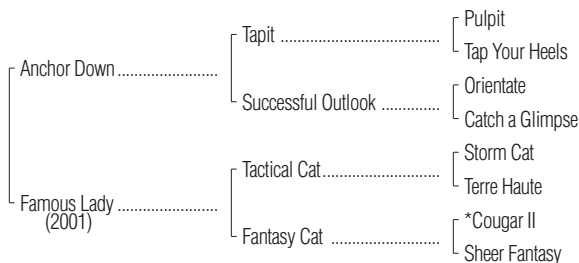 Pulpit
Tapit ....................................
Tap Your Heels
Anchor Down .......................
Orientate
Successful Outlook .............
Catch a Glimpse
Storm Cat
Tactical Cat...........................
Terre Haute
Famous Lady .......................
(2001)
*Cougar II
Fantasy Cat .........................
Sheer Fantasy